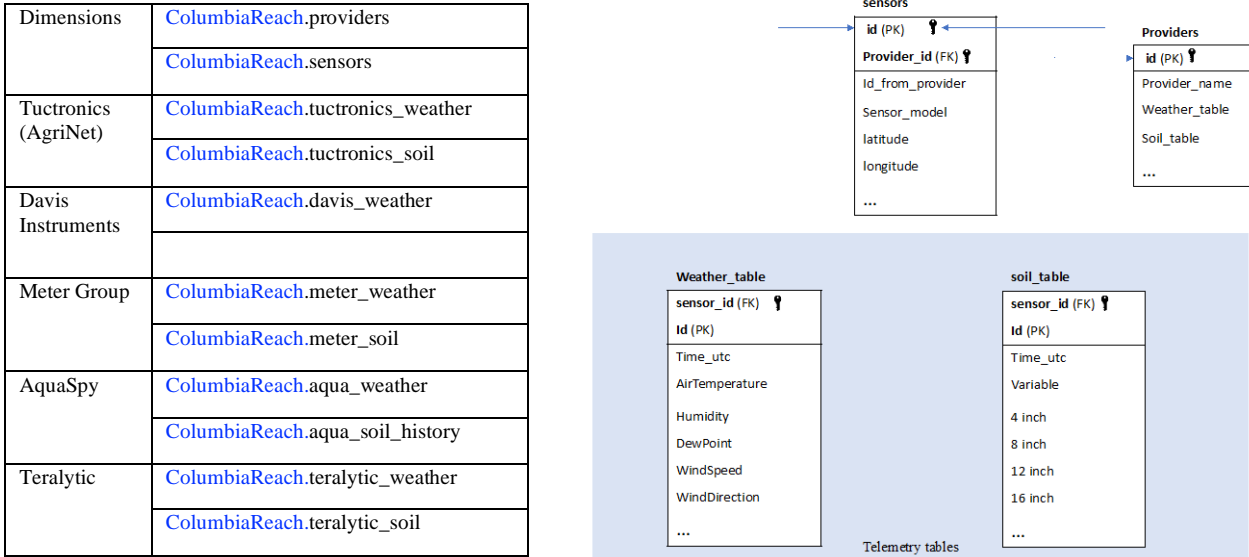 Dimensions
ColumbiaReach.providers
ColumbiaReach.sensors
Tuctronics
(AgriNet)
ColumbiaReach.tuctronics_weather
ColumbiaReach.tuctronics_soil
Davis
Instruments
ColumbiaReach.davis_weather
Meter Group
ColumbiaReach.meter_weather
ColumbiaReach.meter_soil
AquaSpy
ColumbiaReach.aqua_weather
ColumbiaReach.aqua_soil_history
Teralytic
ColumbiaReach.teralytic_weather
ColumbiaReach.teralytic_soil
sensors
id (PK)
Provider_id (FK)
Id_from_provider
Sensor_model
latitude
longitude
...
Providers
id (PK)
Provider_name
Weather_table
Soil_table
...
Weather_table
sensor_id (FK)
Id (PK)
Time_utc
AirTemperature
Humidity
DewPoint
WindSpeed
WindDirection
...
soil_table
sensor_id (FK)
Id (PK)
Time_utc
Variable
4 inch
8 inch
12 inch
16 inch
...
Telemetry tables